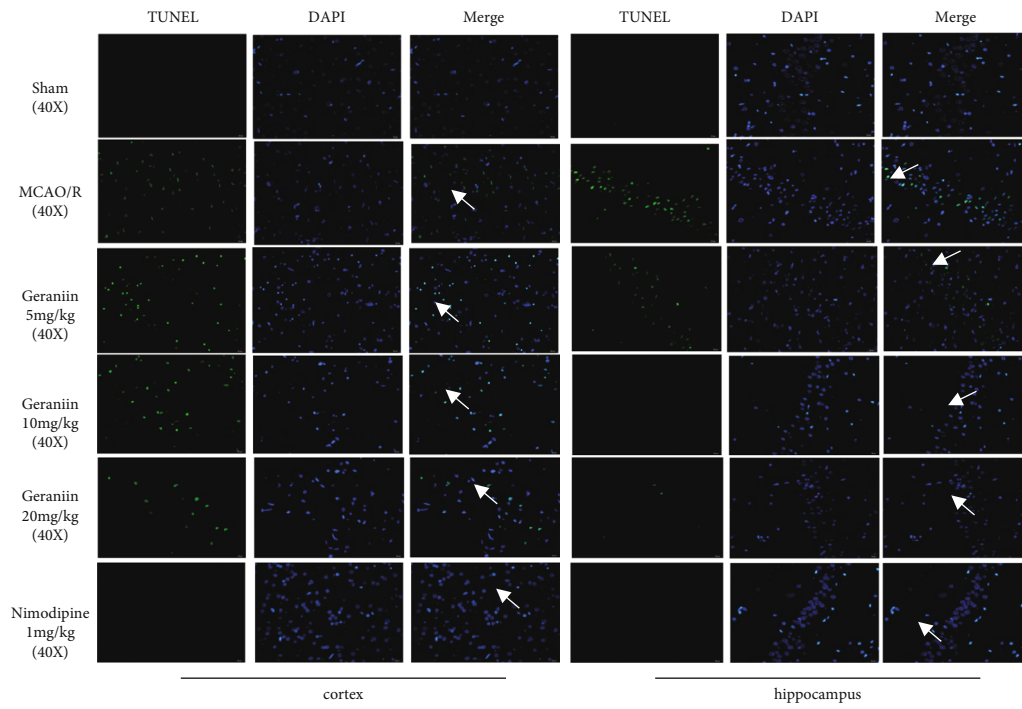 TUNEL DAPI Merge TUNEL DAPI Merge
Sham
(40X)
MCAO/R
(40X)
Geraniin
5mg/kg
(40X)
Geraniin
10mg/kg
(40X)
Geraniin
20mg/kg
(40X)
Nimodipine
1mg/kg
(40X)
cortex hippocampus